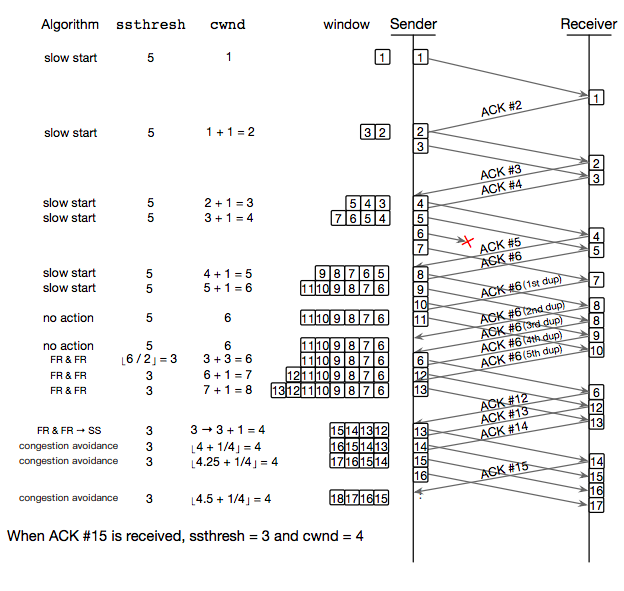 Algorithm ssthresh cwnd window Sender Receiver
slow start 5 1 1 1
1
ACK #2
slow start 5 1 + 1 = 2 3 2 2
3
2
ACK #3
3
ACK #4
slow start 5 2 + 1 = 3 5 4 3 4
slow start 5 3 + 1 = 4 7 6 5 4 5
6
4
ACK #5
7
5
ACK #6
slow start 5 4 + 1 = 5 9 8 7 6 5 8
7
slow start 5 5 + 1 = 6 11 10 9 8 7 6 9
ACK #6 (1st dup)
10
8
no action 5 6 11 10 9 8 7 6 11
ACK #6 (2nd dup)
8
ACK #6 (3rd dup)
9
no action 5 6 11 10 9 8 7 6
ACK #6 (4th dup)
10
ACK #6 (5th dup)
FR & FR ⌊6 / 2⌋ = 3 3 + 3 = 6 11 10 9 8 7 6 6
FR & FR 3 6 + 1 = 7 12 11 10 9 8 7 6 12
FR & FR 3 7 + 1 = 8 13 12 11 10 9 8 7 6 13
6
ACK #12
12
ACK #13
13
ACK #14
FR & FR → SS 3 3 → 3 + 1 = 4 15 14 13 12 13
congestion avoidance 3 ⌊4 + 1/4⌋ = 4 16 15 14 13 14
congestion avoidance 3 ⌊4.25 + 1/4⌋ = 4 17 16 15 14 15
14
ACK #15
16
15
congestion avoidance 3 ⌊4.5 + 1/4⌋ = 4 18 17 16 15 :
16
17
When ACK #15 is received, ssthresh = 3 and cwnd = 4